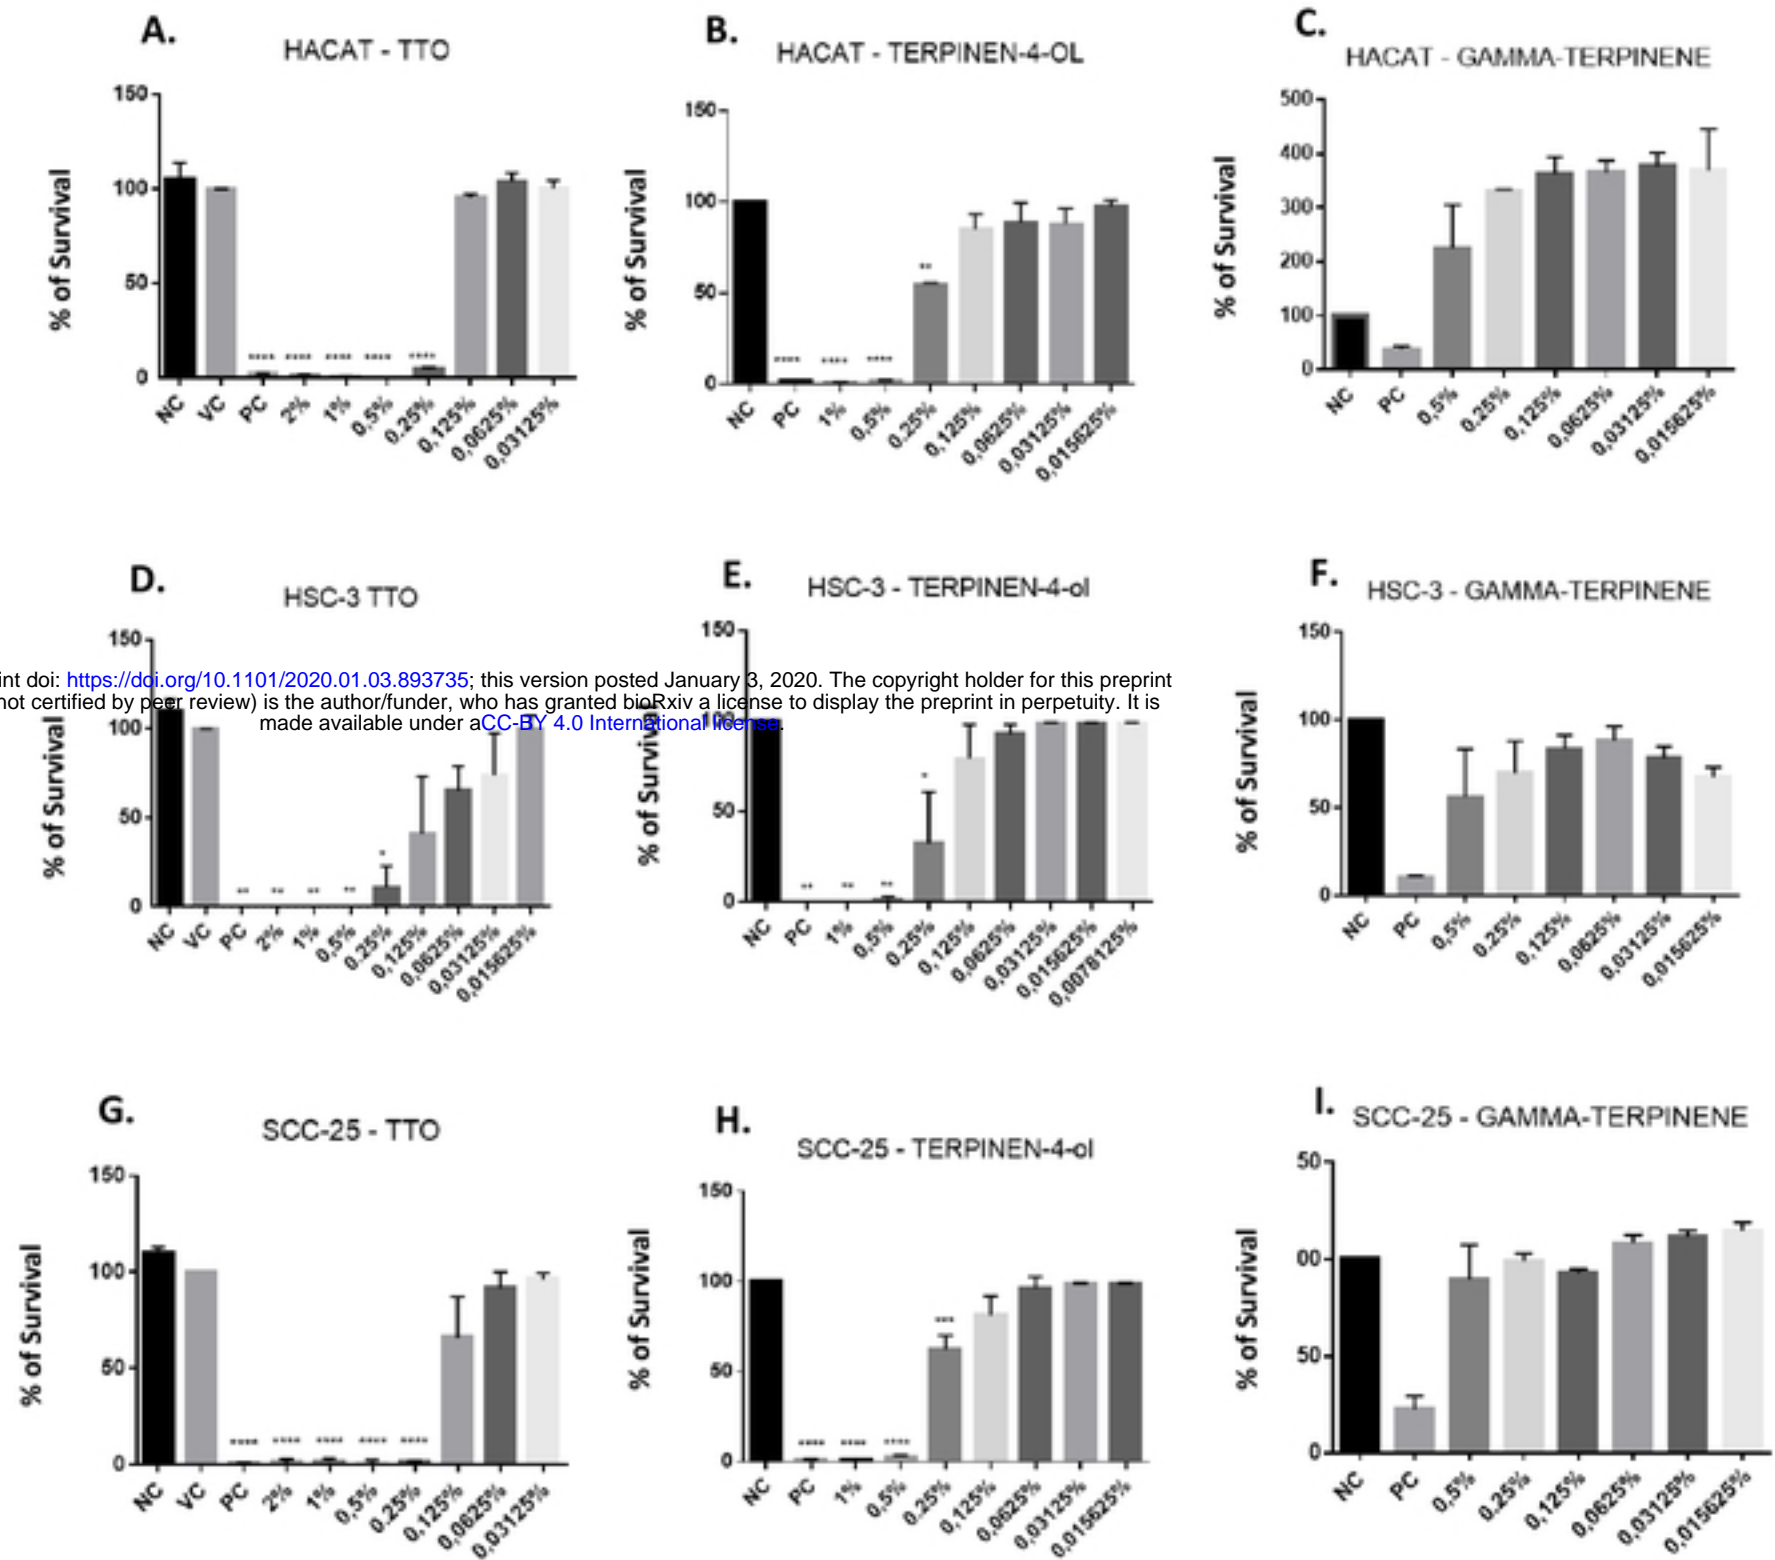 A.
HACAT - TTO
% of Survival
150
100
50
0
**** **** **** **** ****
NC VC PC 2% 1% 0,5% 0.25% 0,125% 0,0625% 0,03125%
B.
HACAT - TERPINEN-4-OL
% of Survival
150
100
50
0
**** **** **** **
NC PC 1% 0,5% 0.25% 0,125% 0,0625% 0,03125% 0,015625%
C.
HACAT - GAMMA-TERPINENE
% of Survival
500
400
300
200
100
0
NC PC 0,5% 0.25% 0,125% 0,0625% 0,03125% 0,015625%
D.
HSC-3 TTO
% of Survival
150
100
50
0
** ** ** ** *
NC VC PC 2% 1% 0,5% 0.25% 0,125% 0,0625% 0,03125% 0,015625%
E.
HSC-3 - TERPINEN-4-ol
% of Survival
150
100
50
0
** ** ** *
NC PC 1% 0,5% 0.25% 0,125% 0,0625% 0,03125% 0,015625% 0,0078125%
F.
HSC-3 - GAMMA-TERPINENE
% of Survival
150
100
50
0
NC PC 0,5% 0.25% 0,125% 0,0625% 0,03125% 0,015625%
int doi: https://doi.org/10.1101/2020.01.03.893735; this version posted January 3, 2020. The copyright holder for this preprint
not certified by peer review) is the author/funder, who has granted bioRxiv a license to display the preprint in perpetuity. It is
made available under aCC-BY 4.0 International license.
G.
SCC-25 - TTO
% of Survival
150
100
50
0
**** **** **** **** ****
NC VC PC 2% 1% 0,5% 0.25% 0,125% 0,0625% 0,03125%
H.
SCC-25 - TERPINEN-4-ol
% of Survival
150
100
50
0
**** **** **** ***
NC PC 1% 0,5% 0.25% 0,125% 0,0625% 0,03125% 0,015625%
I.
SCC-25 - GAMMA-TERPINENE
% of Survival
50
00
50
0
NC PC 0,5% 0.25% 0,125% 0,0625% 0,03125% 0,015625%